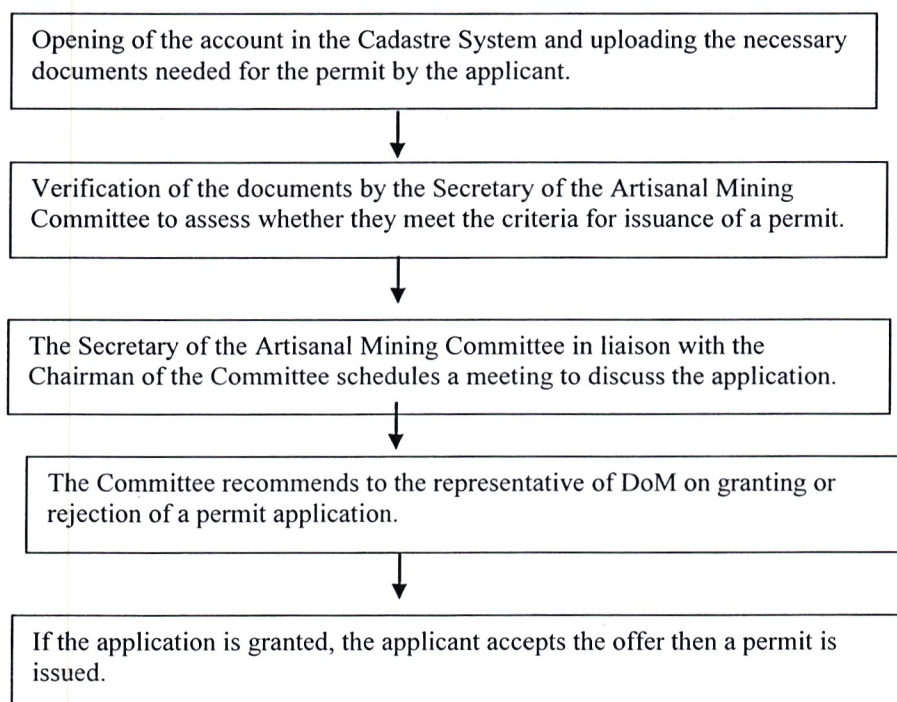 Opening of the account in the Cadastre System and uploading the necessary
documents needed for the permit by the applicant.
Verification of the documents by the Secretary of the Artisanal Mining
Committee to assess whether they meet the criteria for issuance of a permit.
The Secretary of the Artisanal Mining Committee in liaison with the
Chairman of the Committee schedules a meeting to discuss the application.
The Committee recommends to the representative of DoM on granting or
rejection of a permit application.
If the application is granted, the applicant accepts the offer then a permit is
issued.